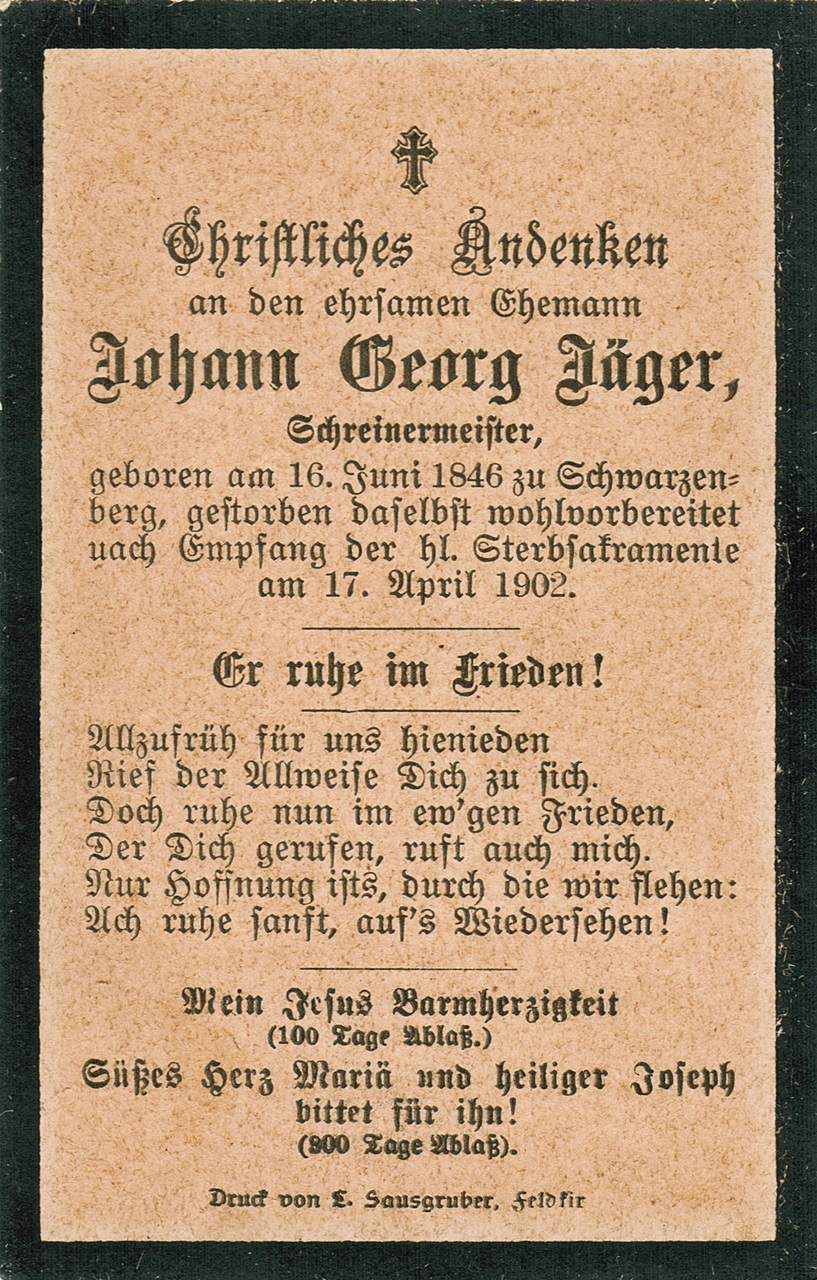 Christliches Andenken
an den ehrsamen Ehemann
Johann Georg Jäger,
Schreinermeister,
geboren am 16. Juni 1846 zu Schwarzen-
berg, gestorben daselbst wohlvorbereitet
nach Empfang der hl. Sterbsakramente
am 17. April 1902.
Er ruhe im Frieden!
Allzufrüh für uns hienieden
Rief der Allweise Dich zu sich.
Doch ruhe nun im ew'gen Frieden,
Der Dich gerufen, ruft auch mich.
Nur Hoffnung ists, durch die wir flehen:
Ach ruhe sanft, auf's Wiedersehen!
Mein Jesus Barmherzigkeit
(100 Tage Ablaß.)
Süßes Herz Mariä und heiliger Joseph
bittet für ihn!
(300 Tage Ablaß).
Druck von L. Sausgruber, Feldkir